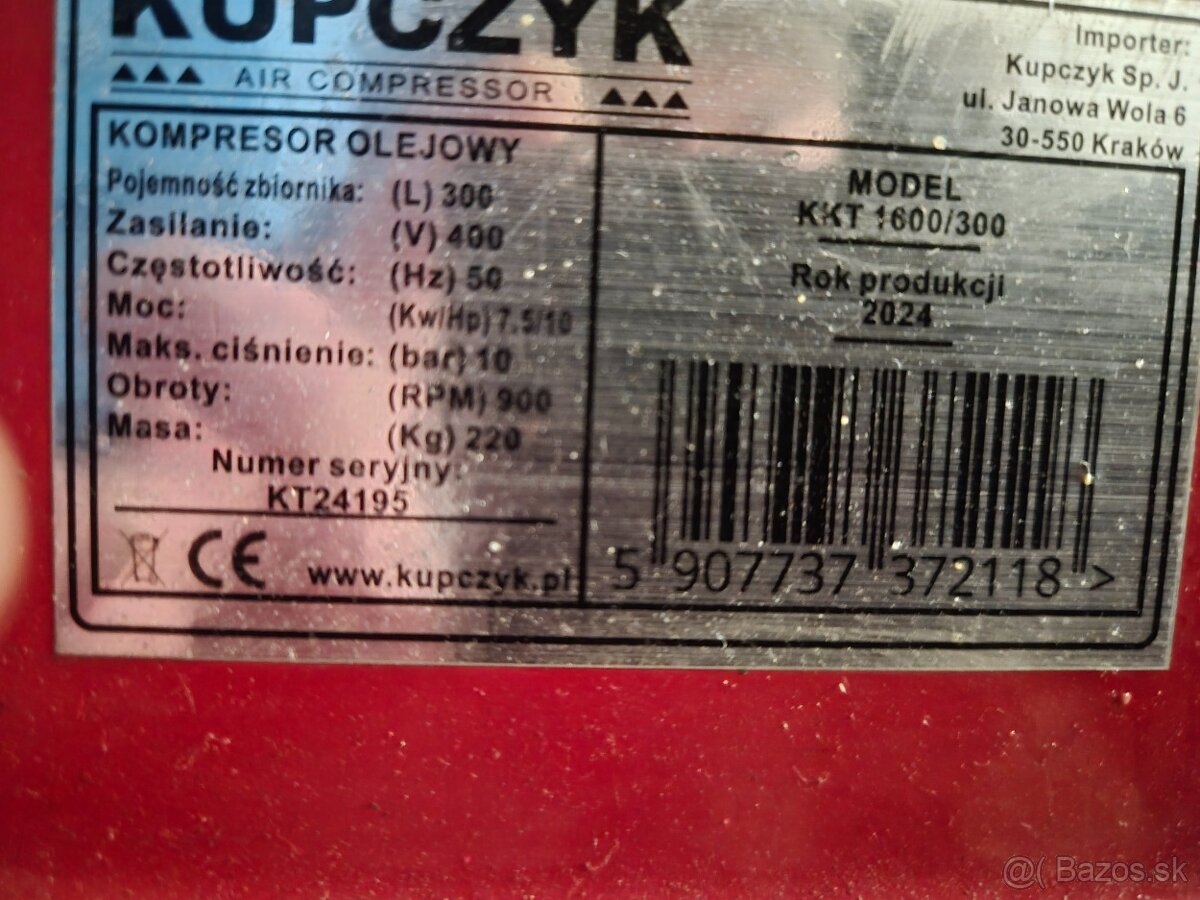 KUPCZYK
AIR COMPRESSOR
Importer:
Kupczyk Sp. J.
ul. Janowa Wola 6
30-550 Kraków
KOMPRESOR OLEJOWY
Pojemność zbiornika: (L) 300
Zasilanie: (V) 400
Częstotliwość: (Hz) 50
Moc: (Kw/Hp) 7.5/10
Maks. ciśnienie: (bar) 10
Obroty: (RPM) 900
Masa: (Kg) 220
Numer seryjny:
KT24195
CE www.kupczyk.pl
MODEL
KKT 1600/300
Rok produkcji
2024
5 907737 372118 >
@( Bazos.sk